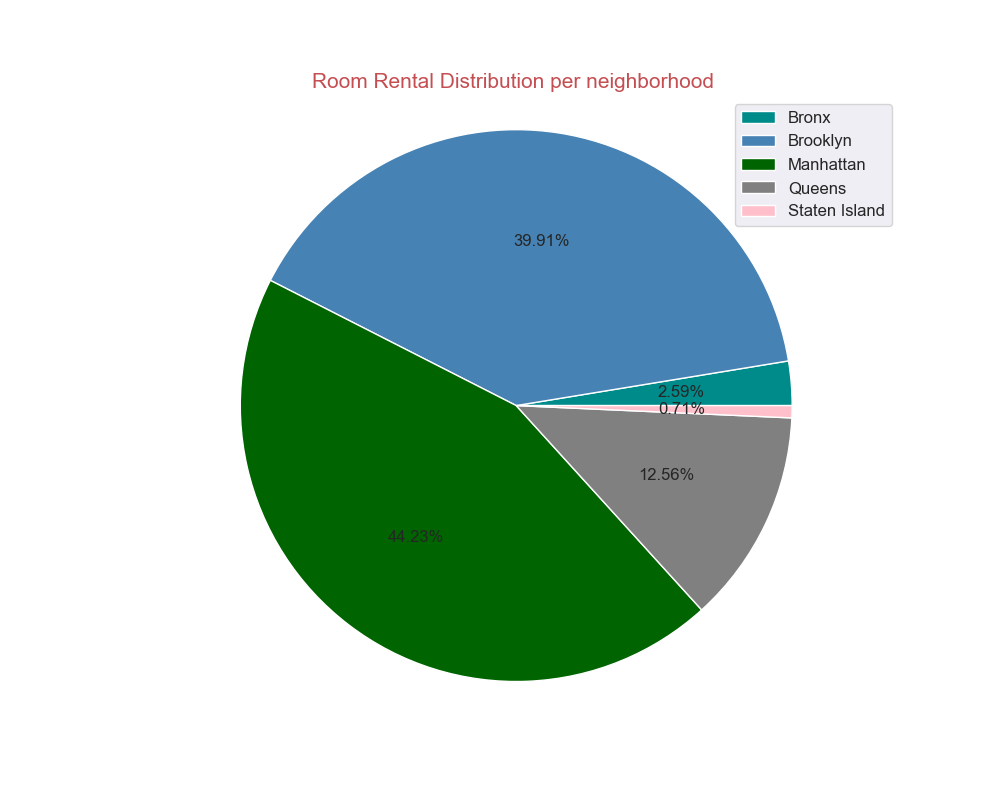 Room Rental Distribution per neighborhood
Bronx
Brooklyn
Manhattan
Queens
Staten Island
39.91%
2.59%
0.71%
12.56%
44.23%